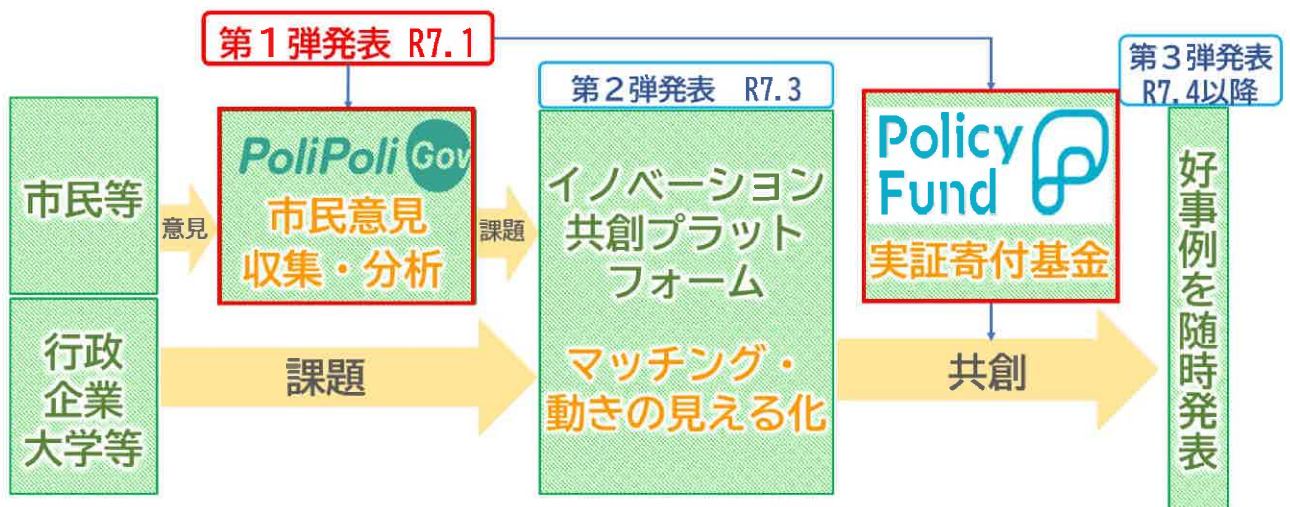 第1弾発表 R7.1
第2弾発表 R7.3
第3弾発表
R7.4以降
市民等
意見
PoliPoli Gov
市民意見
収集・分析
課題
イノベーション
共創プラット
フォーム
マッチング・
動きの見える化
Policy
Fund
実証寄付基金
好事例を随時発表
行政
企業
大学等
課題
共創